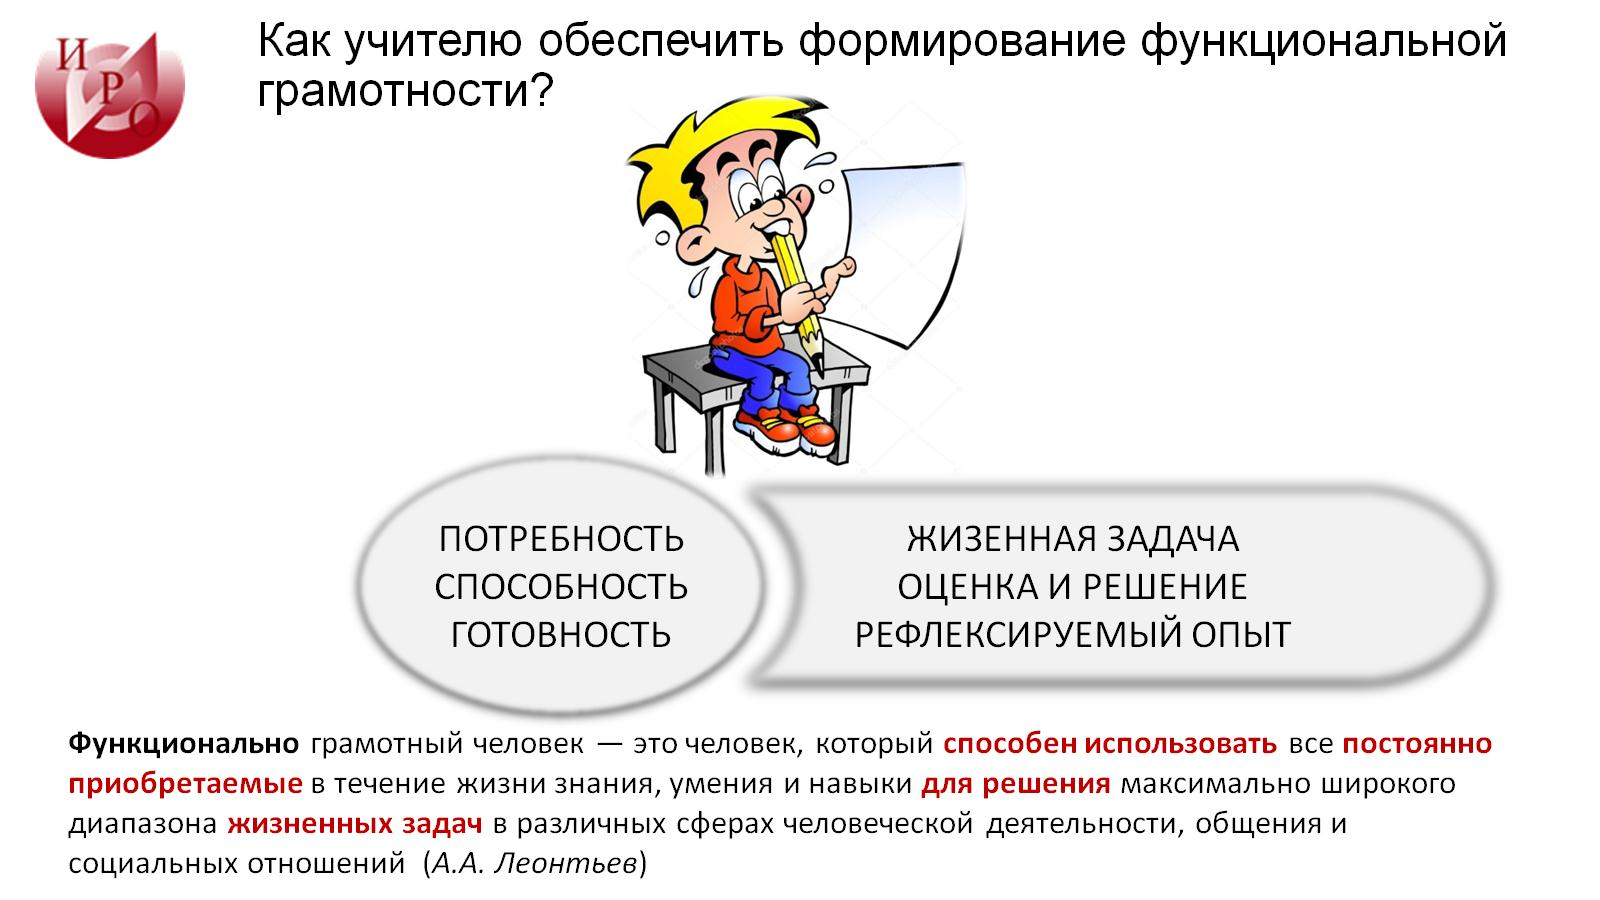 И
Р
О
Как учителю обеспечить формирование функциональной
грамотности?
ПОТРЕБНОСТЬ
СПОСОБНОСТЬ
ГОТОВНОСТЬ
ЖИЗЕННАЯ ЗАДАЧА
ОЦЕНКА И РЕШЕНИЕ
РЕФЛЕКСИРУЕМЫЙ ОПЫТ
Функционально грамотный человек — это человек, который способен использовать все постоянно
приобретаемые в течение жизни знания, умения и навыки для решения максимально широкого
диапазона жизненных задач в различных сферах человеческой деятельности, общения и
социальных отношений (А.А. Леонтьев)